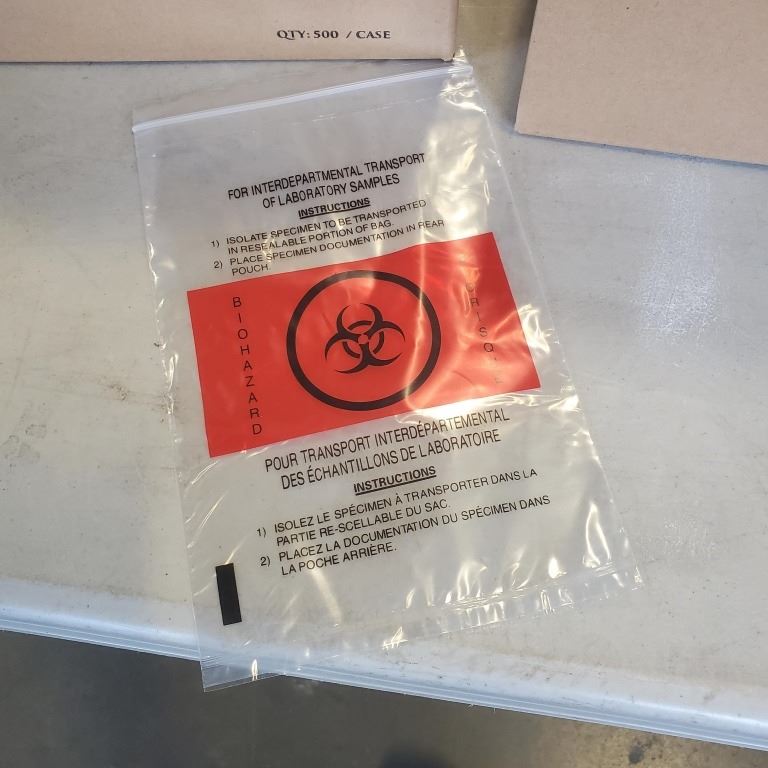 QTY: 500 / CASE
FOR INTERDEPARTMENTAL TRANSPORT
OF LABORATORY SAMPLES
INSTRUCTIONS
1) ISOLATE SPECIMEN TO BE TRANSPORTED
IN RESEALABLE PORTION OF BAG.
2) PLACE SPECIMEN DOCUMENTATION IN REAR
POUCH.
BIOHAZARD
POUR TRANSPORT INTERDÉPARTEMENTAL
DES ÉCHANTILLONS DE LABORATOIRE
INSTRUCTIONS
1) ISOLEZ LE SPÉCIMEN À TRANSPORTER DANS LA
PARTIE RE-SCELLABLE DU SAC.
2) PLACEZ LA DOCUMENTATION DU SPÉCIMEN DANS
LA POCHE ARRIÈRE.